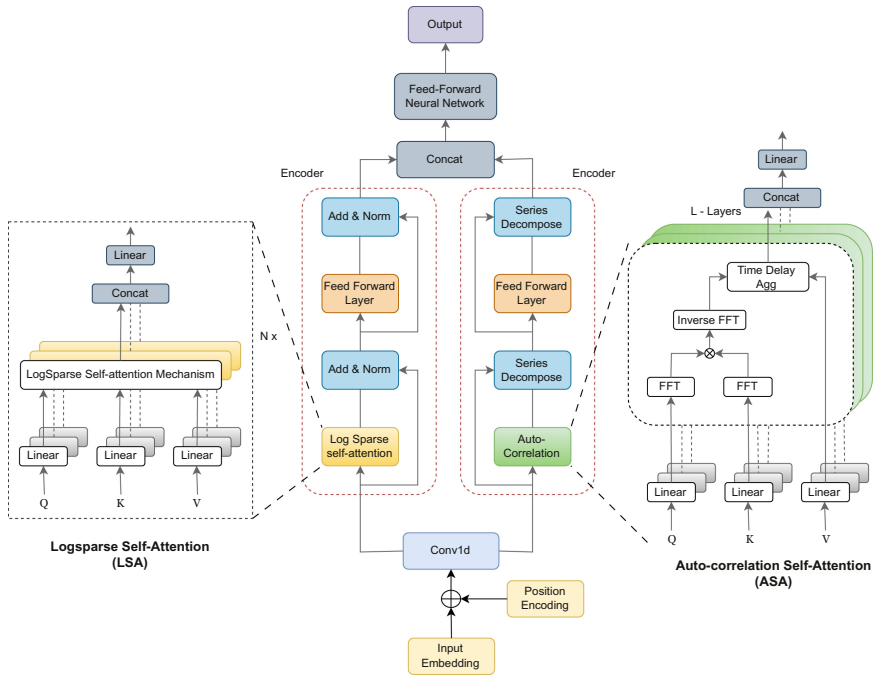 Output
Feed-Forward
Neural Network
Concat
Encoder
Encoder
Add & Norm
Feed Forward
Layer
Add & Norm
Log Sparse
self-attention
N x
Series
Decompose
Feed Forward
Layer
Series
Decompose
Auto-
Correlation
Conv1d
Position
Encoding
Input
Embedding
Linear
Concat
LogSparse Self-attention Mechanism
Linear
Linear
Linear
Q
K
V
Logsparse Self-Attention
(LSA)
Linear
Concat
L - Layers
Time Delay
Agg
Inverse FFT
FFT
FFT
Linear
Linear
Linear
Q
K
V
Auto-correlation Self-Attention
(ASA)